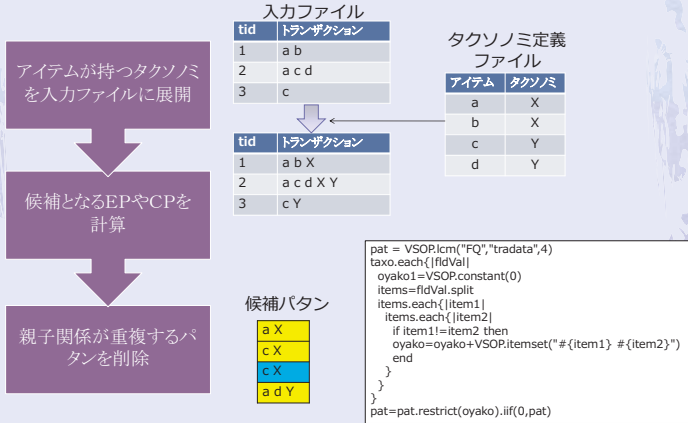 アイテムが持つタクソノミ
を入力ファイルに展開
候補となるEPやCPを
計算
親子関係が重複するパ
タンを削除
入力ファイル
tid トランザクション
1 a b
2 a c d
3 c
タクソノミ定義
ファイル
アイテム タクソノミ
a X
b X
c Y
d Y
tid トランザクション
1 a b X
2 a c d X Y
3 c Y
候補パタン
a X
c X
c X
a d Y
pat = VSOP.lcm("FQ","tradata",4)
taxo.each{|fldVal|
oyako1=VSOP.constant(0)
items=fldVal.split
items.each{|item1|
items.each{|item2|
if item1!=item2 then
oyako=oyako+VSOP.itemset("#{item1} #{item2}")
end
}
}
}
pat=pat.restrict(oyako).iif(0,pat)